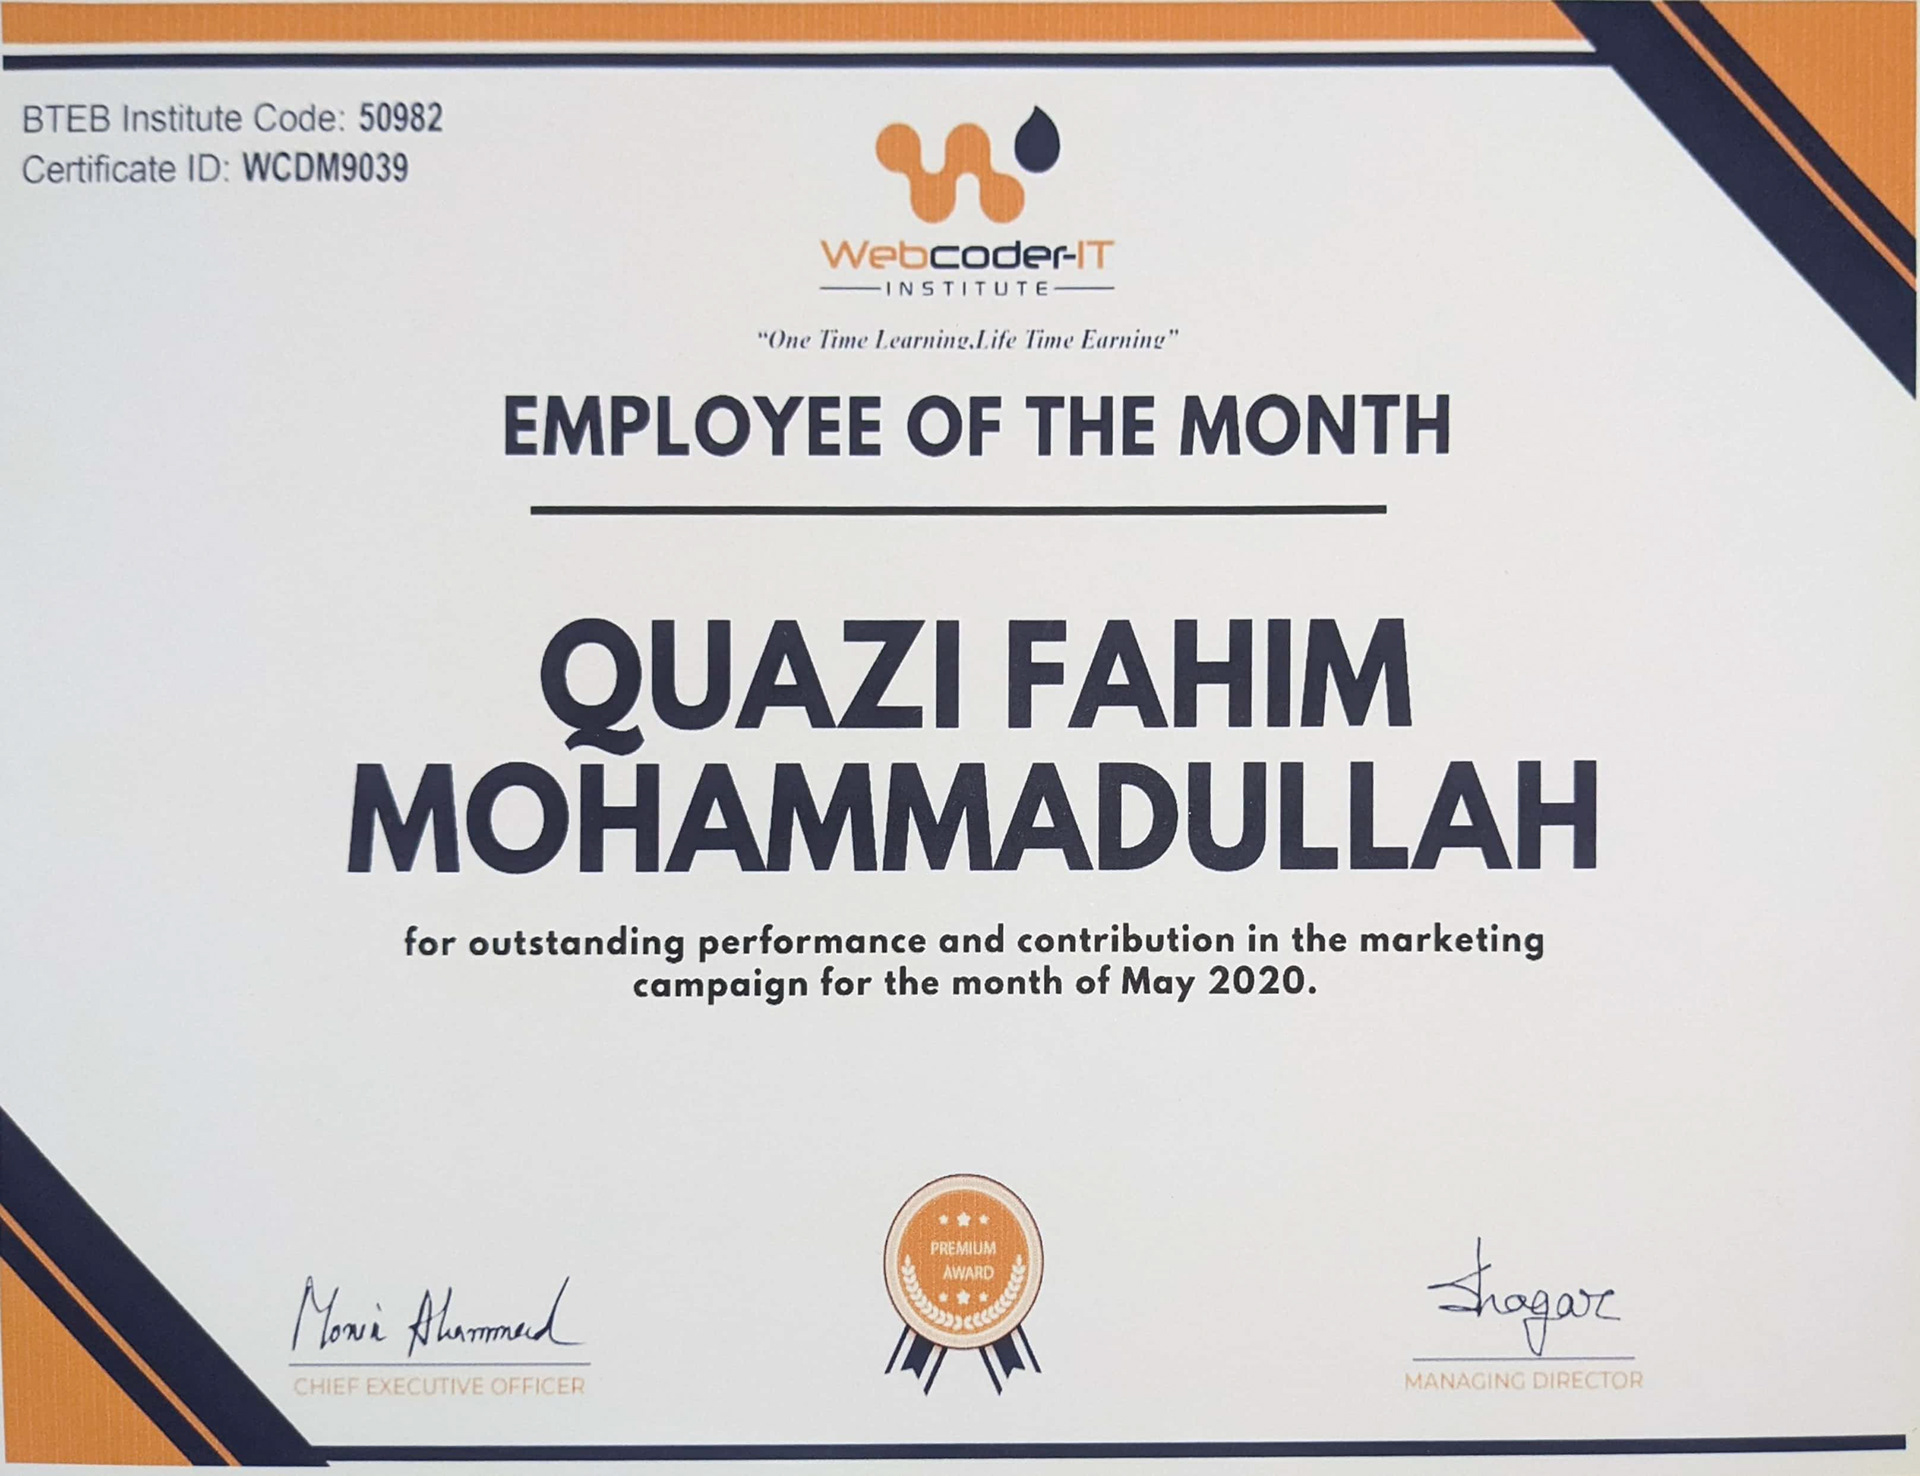 BTEB Institute Code: 50982
Certificate ID: WCDM9039
Webcoder-IT
INSTITUTE
“One Time Learning,Life Time Earning”
EMPLOYEE OF THE MONTH
QUAZI FAHIM
MOHAMMADULLAH
for outstanding performance and contribution in the marketing
campaign for the month of May 2020.
PREMIUM
AWARD
Monir Ahammed
Shagar
CHIEF EXECUTIVE OFFICER
MANAGING DIRECTOR